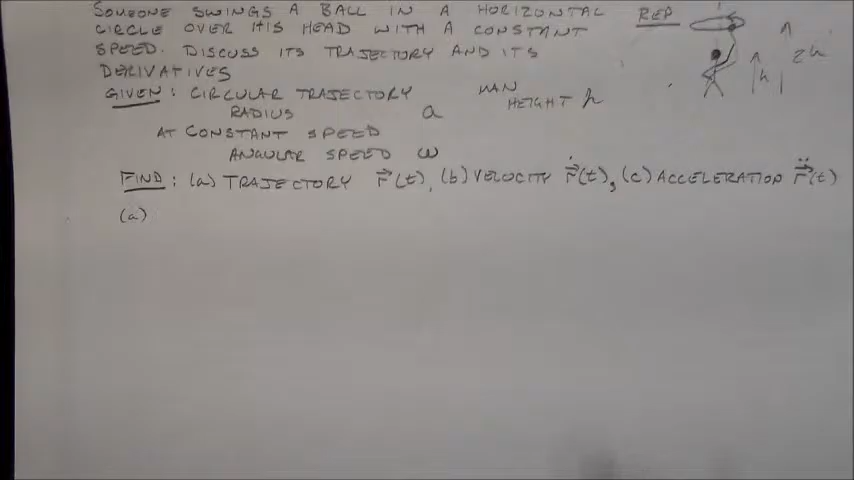 SOMEONE SWINGS A BALL IN A HORIZONTAL REP
CIRCLE OVER HIS HEAD WITH A CONSTANT
SPEED. DISCUSS ITS TRAJECTORY AND ITS 2h
DERIVATIVES h
GIVEN: CIRCULAR TRAJECTORY MAN
RADIUS a HEIGHT h
AT CONSTANT SPEED
ANGULAR SPEED ω
FIND: (a) TRAJECTORY r⃗(t), (b) VELOCITY ṙ⃗(t), (c) ACCELERATION r̈⃗(t)
(a)